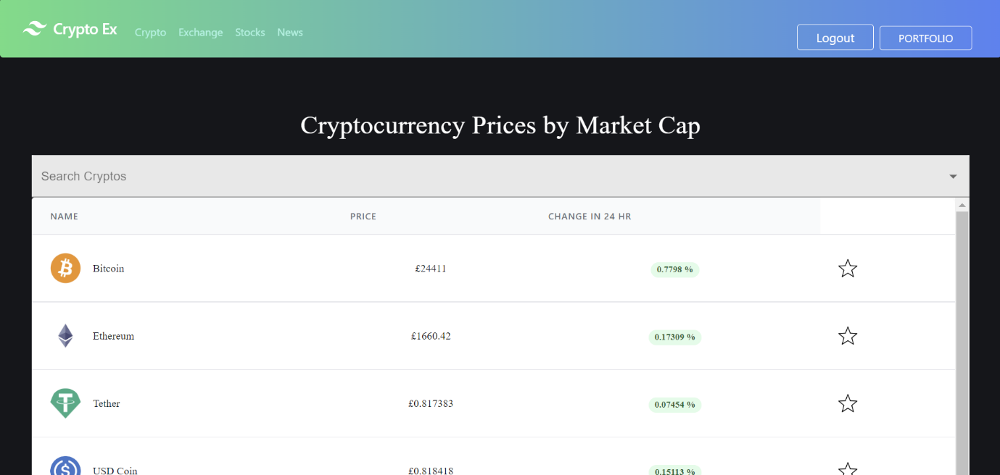 Crypto Ex Crypto Exchange Stocks News Logout PORTFOLIO
Cryptocurrency Prices by Market Cap
Search Cryptos
NAME PRICE CHANGE IN 24 HR
Bitcoin £24411 0.7798 %
Ethereum £1660.42 0.17309 %
Tether £0.817383 0.07454 %
USD Coin £0.818418 0.15113 %